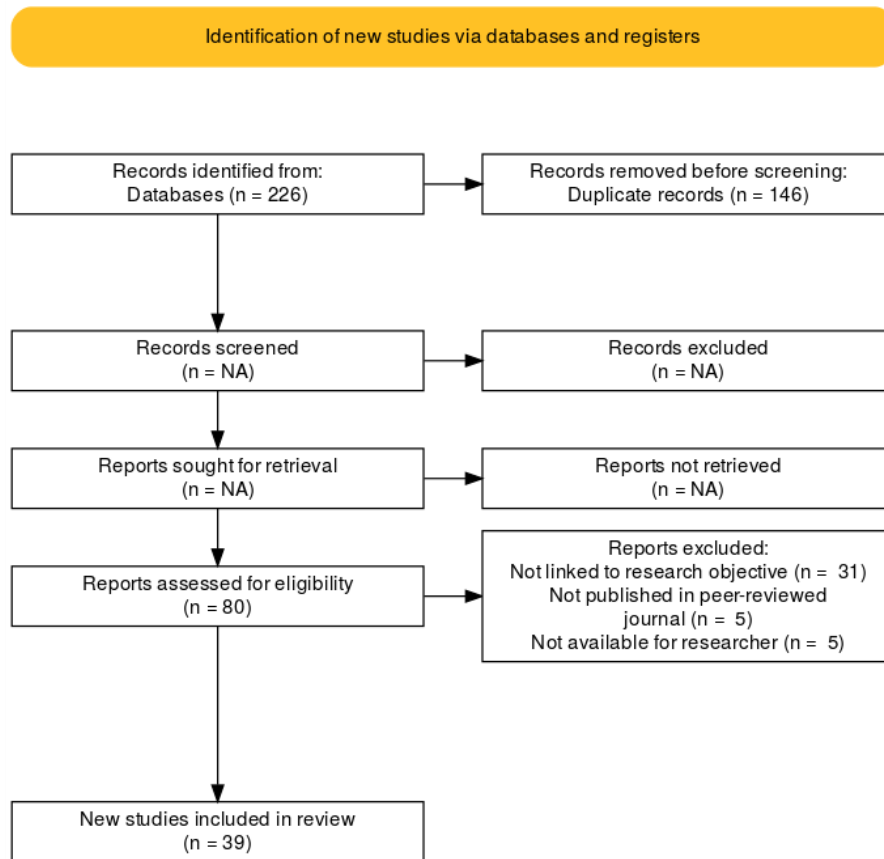 Identification of new studies via databases and registers
Records identified from:
Databases (n = 226)
Records removed before screening:
Duplicate records (n = 146)
Records screened
(n = NA)
Records excluded
(n = NA)
Reports sought for retrieval
(n = NA)
Reports not retrieved
(n = NA)
Reports assessed for eligibility
(n = 80)
Reports excluded:
Not linked to research objective (n = 31)
Not published in peer-reviewed
journal (n = 5)
Not available for researcher (n = 5)
New studies included in review
(n = 39)